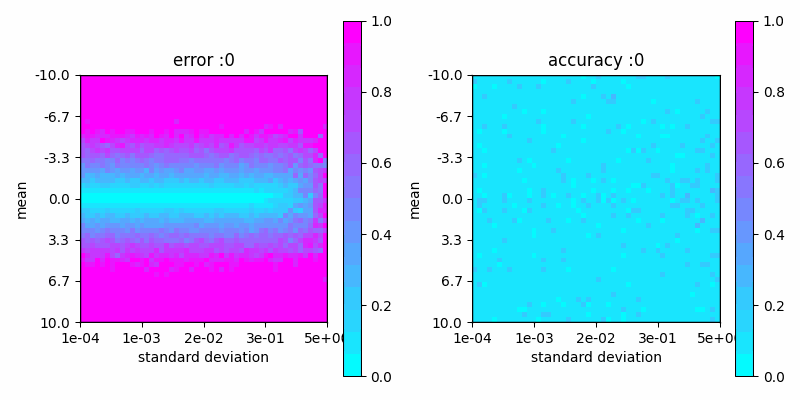 error :0
mean
-10.0
-6.7
-3.3
0.0
3.3
6.7
10.0
1e-04
1e-03
2e-02
3e-01
5e+00
standard deviation
1.0
0.8
0.6
0.4
0.2
0.0
accuracy :0
mean
-10.0
-6.7
-3.3
0.0
3.3
6.7
10.0
1e-04
1e-03
2e-02
3e-01
5e+00
standard deviation
1.0
0.8
0.6
0.4
0.2
0.0